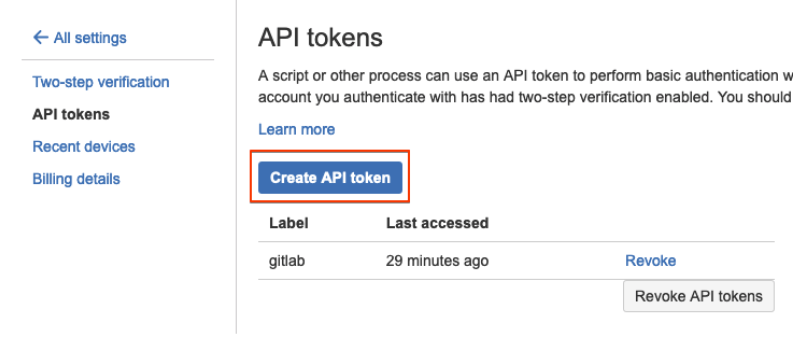 ← All settings
Two-step verification
API tokens
Recent devices
Billing details
API tokens
A script or other process can use an API token to perform basic authentication w
account you authenticate with has had two-step verification enabled. You should
Learn more
Create API token
Label Last accessed
gitlab 29 minutes ago Revoke
Revoke API tokens